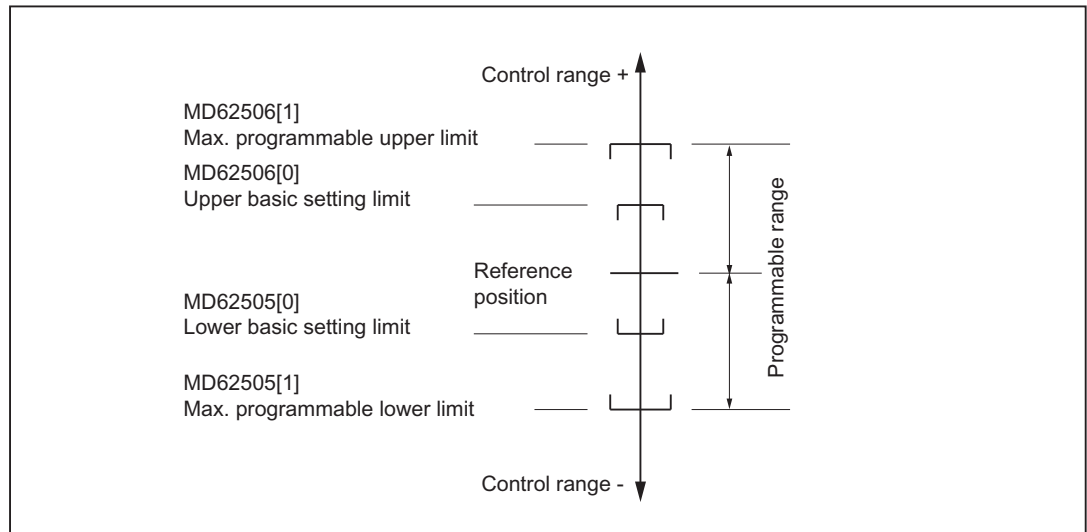 Control range +
MD62506[1]
Max. programmable upper limit
MD62506[0]
Upper basic setting limit
Programmable range
Reference
position
MD62505[0]
Lower basic setting limit
MD62505[1]
Max. programmable lower limit
Control range -